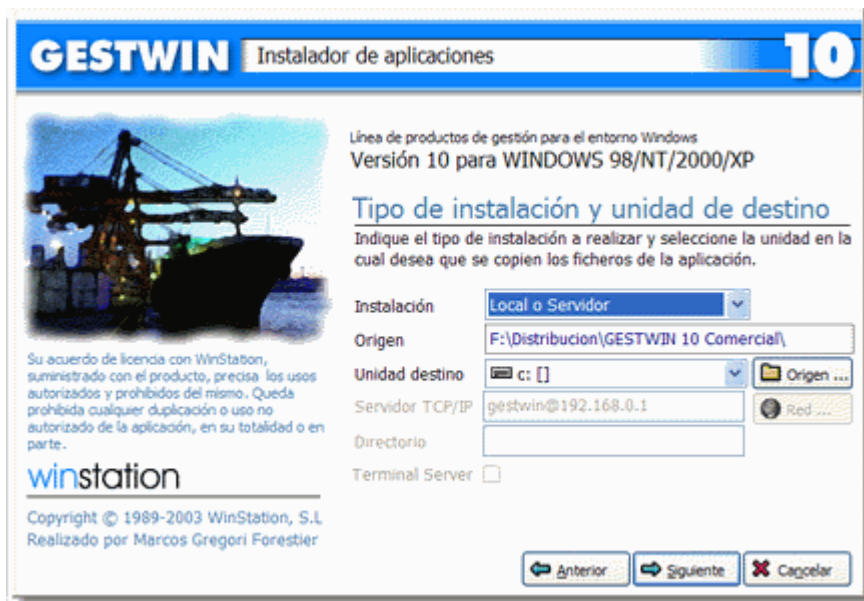 GESTWIN Instalador de aplicaciones 10
Línea de productos de gestión para el entorno Windows
Versión 10 para WINDOWS 98/NT/2000/XP
Tipo de instalación y unidad de destino
Indique el tipo de instalación a realizar y seleccione la unidad en la
cual desea que se copien los ficheros de la aplicación.
Instalación Local o Servidor
Origen F:\Distribucion\GESTWIN 10 Comercial\
Unidad destino c: [] Origen ...
Servidor TCP/IP gestwin@192.168.0.1 Red ...
Directorio
Terminal Server
Su acuerdo de licencia con WinStation,
suministrado con el producto, precisa los usos
autorizados y prohibidos del mismo. Queda
prohibida cualquier duplicación o uso no
autorizado de la aplicación, en su totalidad o en
parte.
winstation
Copyright © 1989-2003 WinStation, S.L
Realizado por Marcos Gregori Forestier
Anterior Siguiente Cancelar